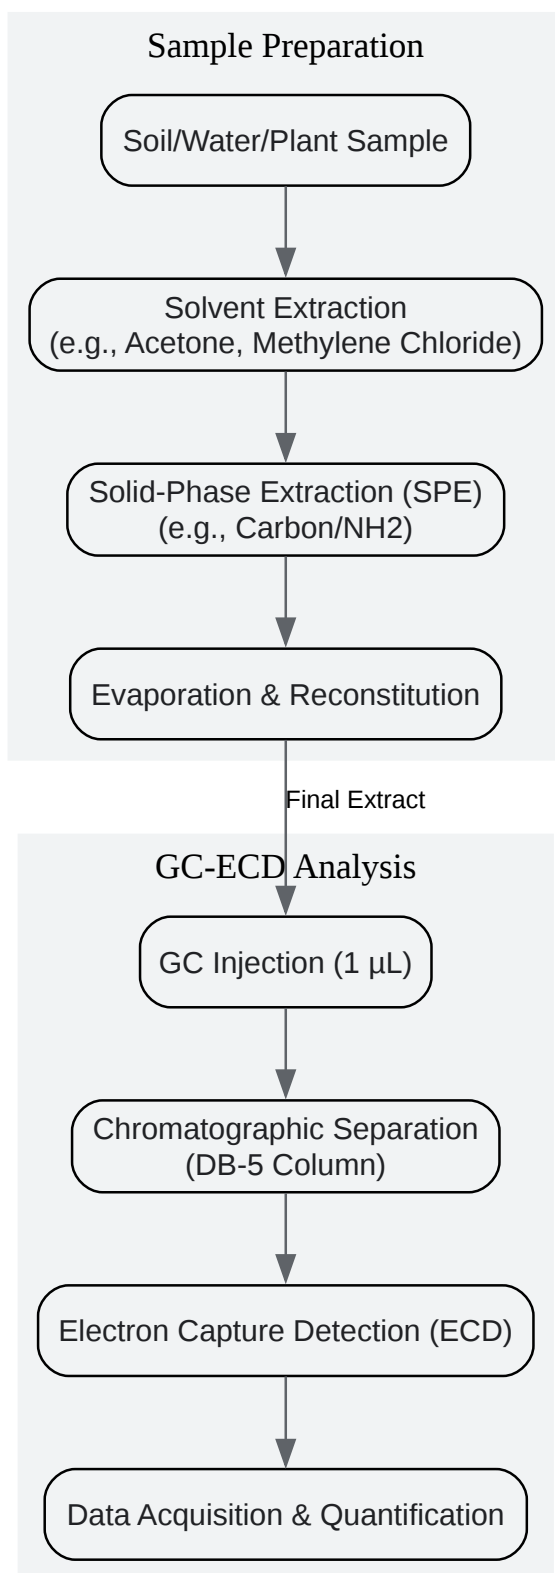 Sample Preparation
Soil/Water/Plant Sample
Solvent Extraction
(e.g., Acetone, Methylene Chloride)
Solid-Phase Extraction (SPE)
(e.g., Carbon/NH2)
Evaporation & Reconstitution
Final Extract
GC-ECD Analysis
GC Injection (1 µL)
Chromatographic Separation
(DB-5 Column)
Electron Capture Detection (ECD)
Data Acquisition & Quantification